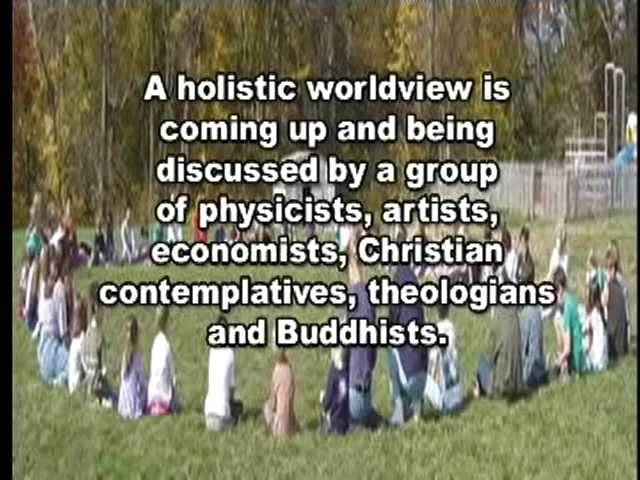 A holistic worldview is
coming up and being
discussed by a group
of physicists, artists,
economists, Christian
contemplatives, theologians
and Buddhists.